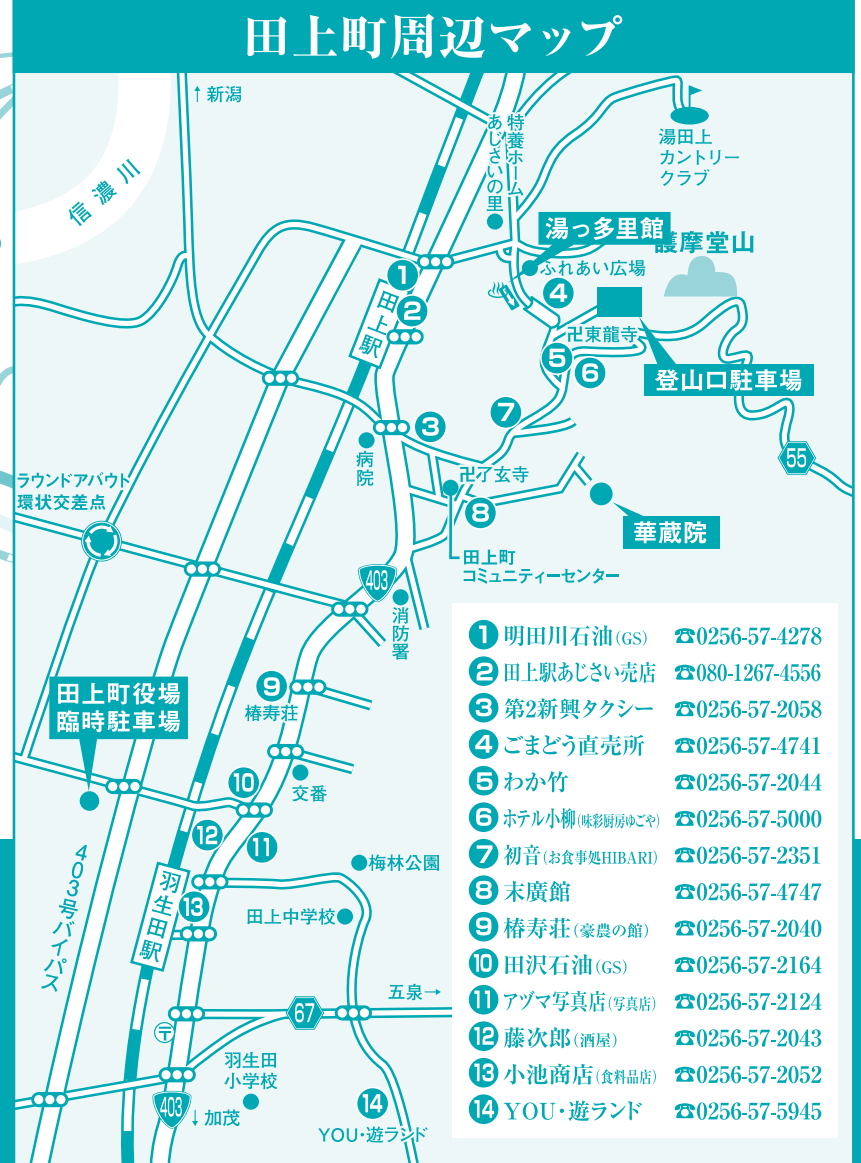 田上町周辺マップ
↑新潟
信濃川
特養ホーム
あじさいの里
湯田上
カントリー
クラブ
湯っ多里館
護摩堂山
ふれあい広場
1
田上駅
2
4
卍東龍寺
5
6
登山口駐車場
7
3
病院
55
ラウンドアバウト
環状交差点
卍了玄寺
8
華蔵院
田上町
コミュニティーセンター
403
消防署
田上町役場
臨時駐車場
9
椿寿荘
10
交番
12
11
403号バイパス
羽生田駅
13
梅林公園
田上中学校
五泉→
67
〒
羽生田
小学校
403
↓加茂
14
YOU・遊ランド
1 明田川石油(GS) ☎0256-57-4278
2 田上駅あじさい売店 ☎080-1267-4556
3 第2新興タクシー ☎0256-57-2058
4 ごまどう直売所 ☎0256-57-4741
5 わか竹 ☎0256-57-2044
6 ホテル小柳(味彩厨房ゆごや) ☎0256-57-5000
7 初音(お食事処HIBARI) ☎0256-57-2351
8 末廣館 ☎0256-57-4747
9 椿寿荘(豪農の館) ☎0256-57-2040
10 田沢石油(GS) ☎0256-57-2164
11 アヅマ写真店(写真店) ☎0256-57-2124
12 藤次郎(酒屋) ☎0256-57-2043
13 小池商店(食料品店) ☎0256-57-2052
14 YOU・遊ランド ☎0256-57-5945